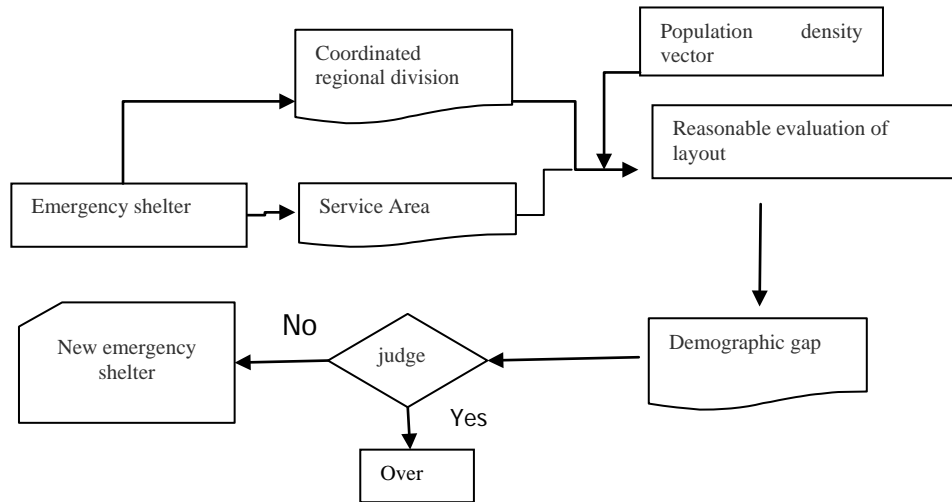 Population density
vector
Coordinated
regional division
Reasonable evaluation of
layout
Emergency shelter
Service Area
New emergency
shelter
No
judge
Demographic gap
Yes
Over